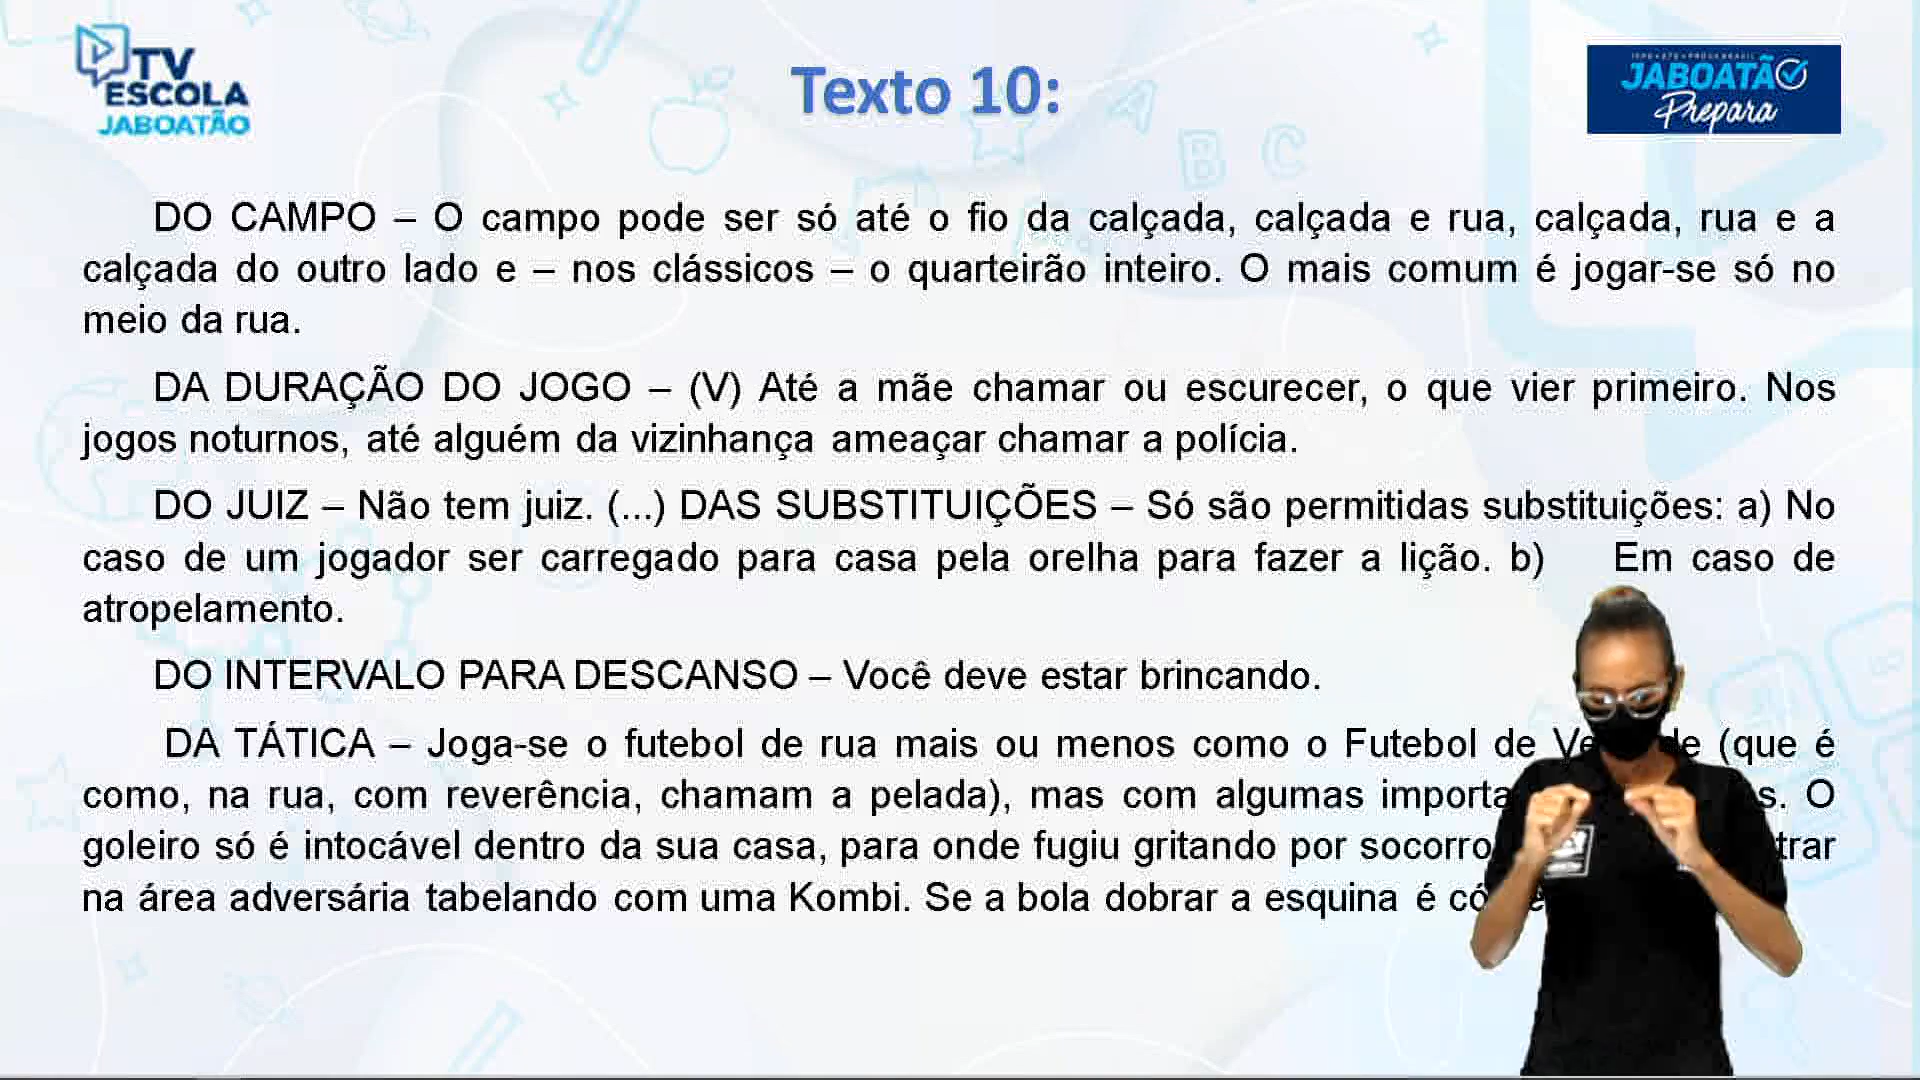 TV
ESCOLA
JABOATÃO
Texto 10:
JABOATÃO
Prepara
DO CAMPO – O campo pode ser só até o fio da calçada, calçada e rua, calçada, rua e a
calçada do outro lado e – nos clássicos – o quarteirão inteiro. O mais comum é jogar-se só no
meio da rua.
DA DURAÇÃO DO JOGO – (V) Até a mãe chamar ou escurecer, o que vier primeiro. Nos
jogos noturnos, até alguém da vizinhança ameaçar chamar a polícia.
DO JUIZ – Não tem juiz. (...) DAS SUBSTITUIÇÕES – Só são permitidas substituições: a) No
caso de um jogador ser carregado para casa pela orelha para fazer a lição. b) Em caso de
atropelamento.
DO INTERVALO PARA DESCANSO – Você deve estar brincando.
DA TÁTICA – Joga-se o futebol de rua mais ou menos como o Futebol de (que é
como, na rua, com reverência, chamam a pelada), mas com algumas O
goleiro só é intocável dentro da sua casa, para onde fugiu gritando por socorro
na área adversária tabelando com uma Kombi. Se a bola dobrar a esquina é